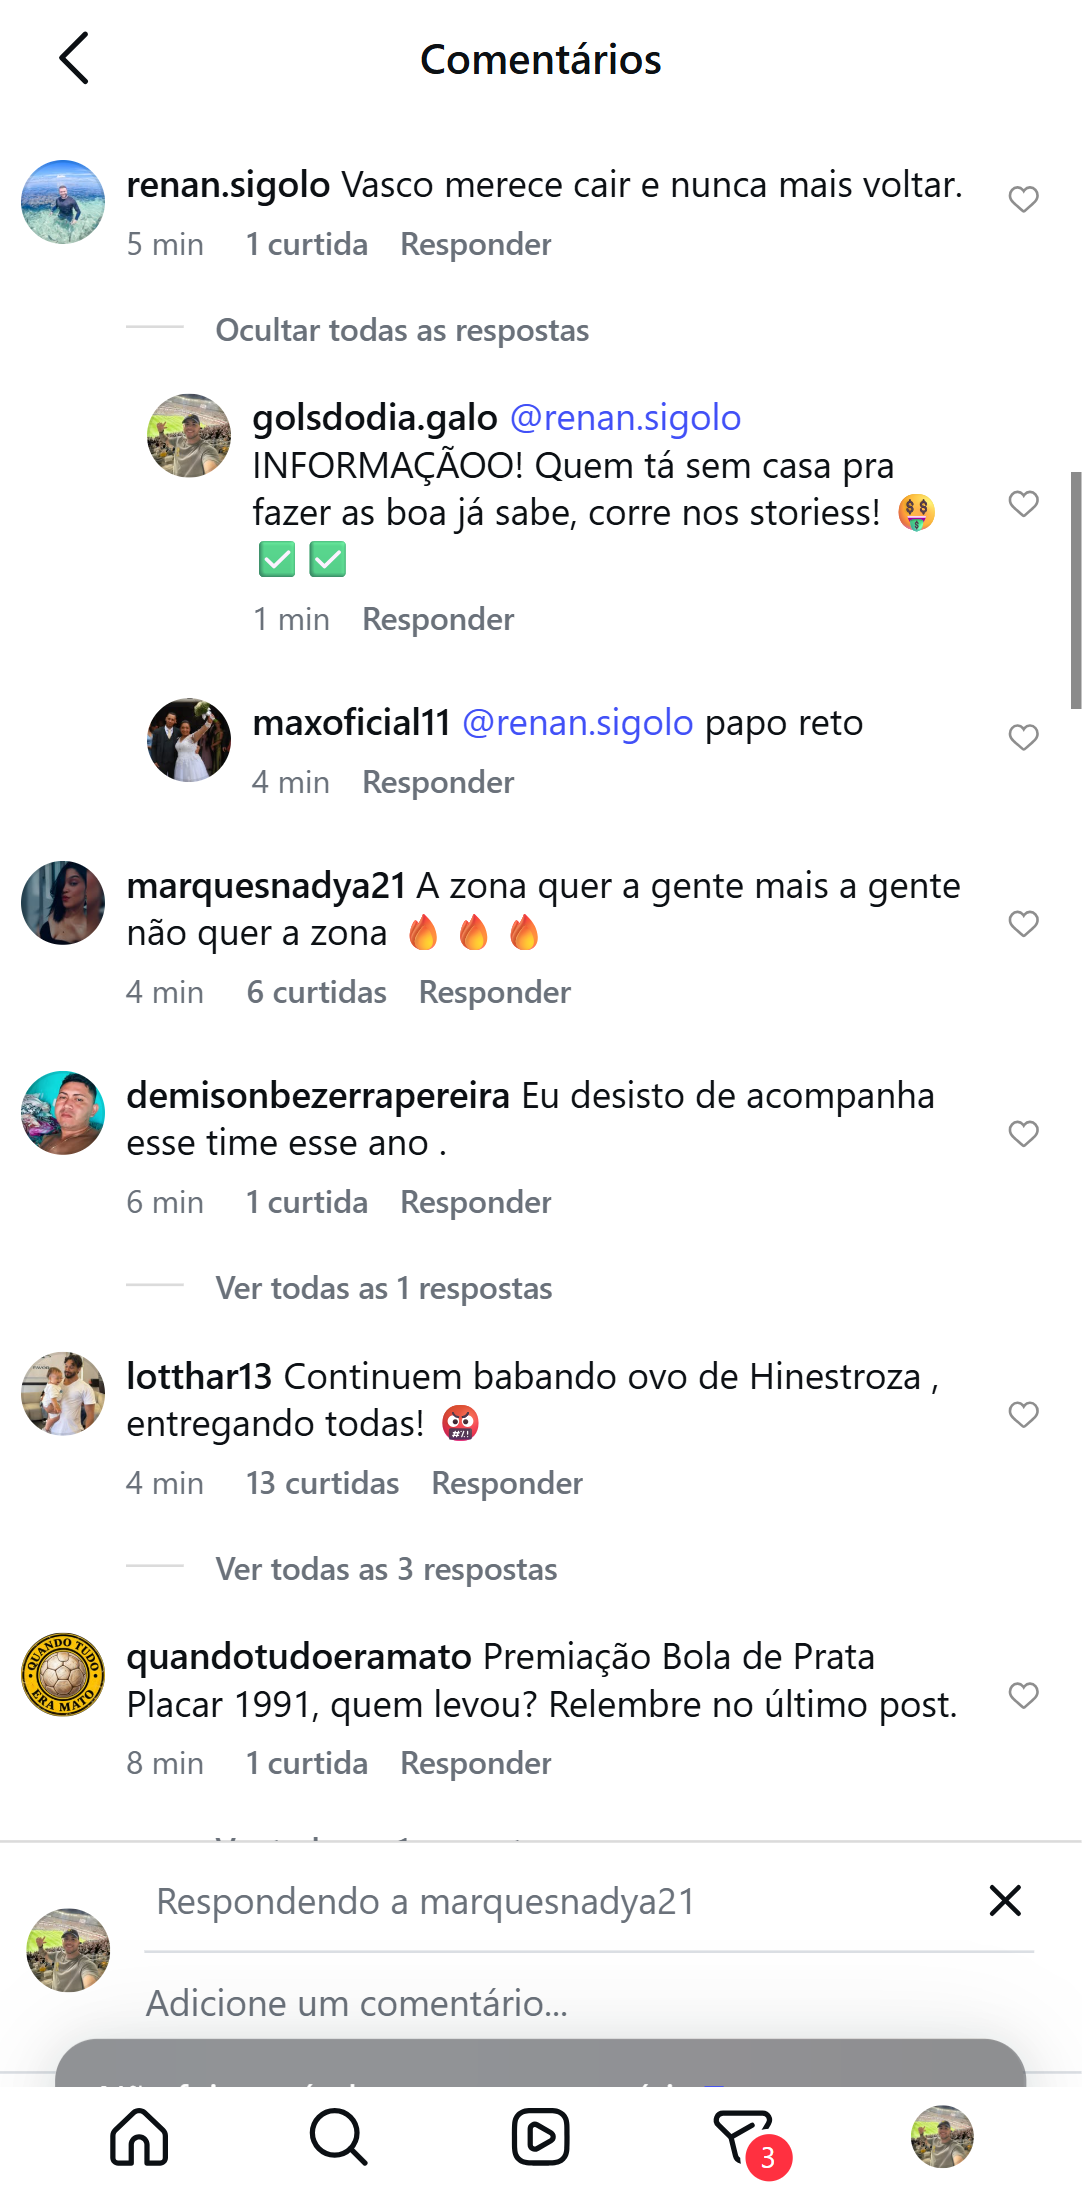 Comentários
renan.sigolo Vasco merece cair e nunca mais voltar.
5 min 1 curtida Responder
Ocultar todas as respostas
golsdodia.galo @renan.sigolo
INFORMAÇÃOO! Quem tá sem casa pra
fazer as boa já sabe, corre nos storiess! 🤑
✅ ✅
1 min Responder
maxoficial11 @renan.sigolo papo reto
4 min Responder
marquesnadya21 A zona quer a gente mais a gente
não quer a zona 🔥 🔥 🔥
4 min 6 curtidas Responder
demisonbezerrapereira Eu desisto de acompanha
esse time esse ano .
6 min 1 curtida Responder
Ver todas as 1 respostas
lotthar13 Continuem babando ovo de Hinestroza ,
entregando todas! 🤬
4 min 13 curtidas Responder
Ver todas as 3 respostas
QUANDO TUDO
ERA MATO
quandotudoeramato Premiação Bola de Prata
Placar 1991, quem levou? Relembre no último post.
8 min 1 curtida Responder
Respondendo a marquesnadya21
Adicione um comentário...
3